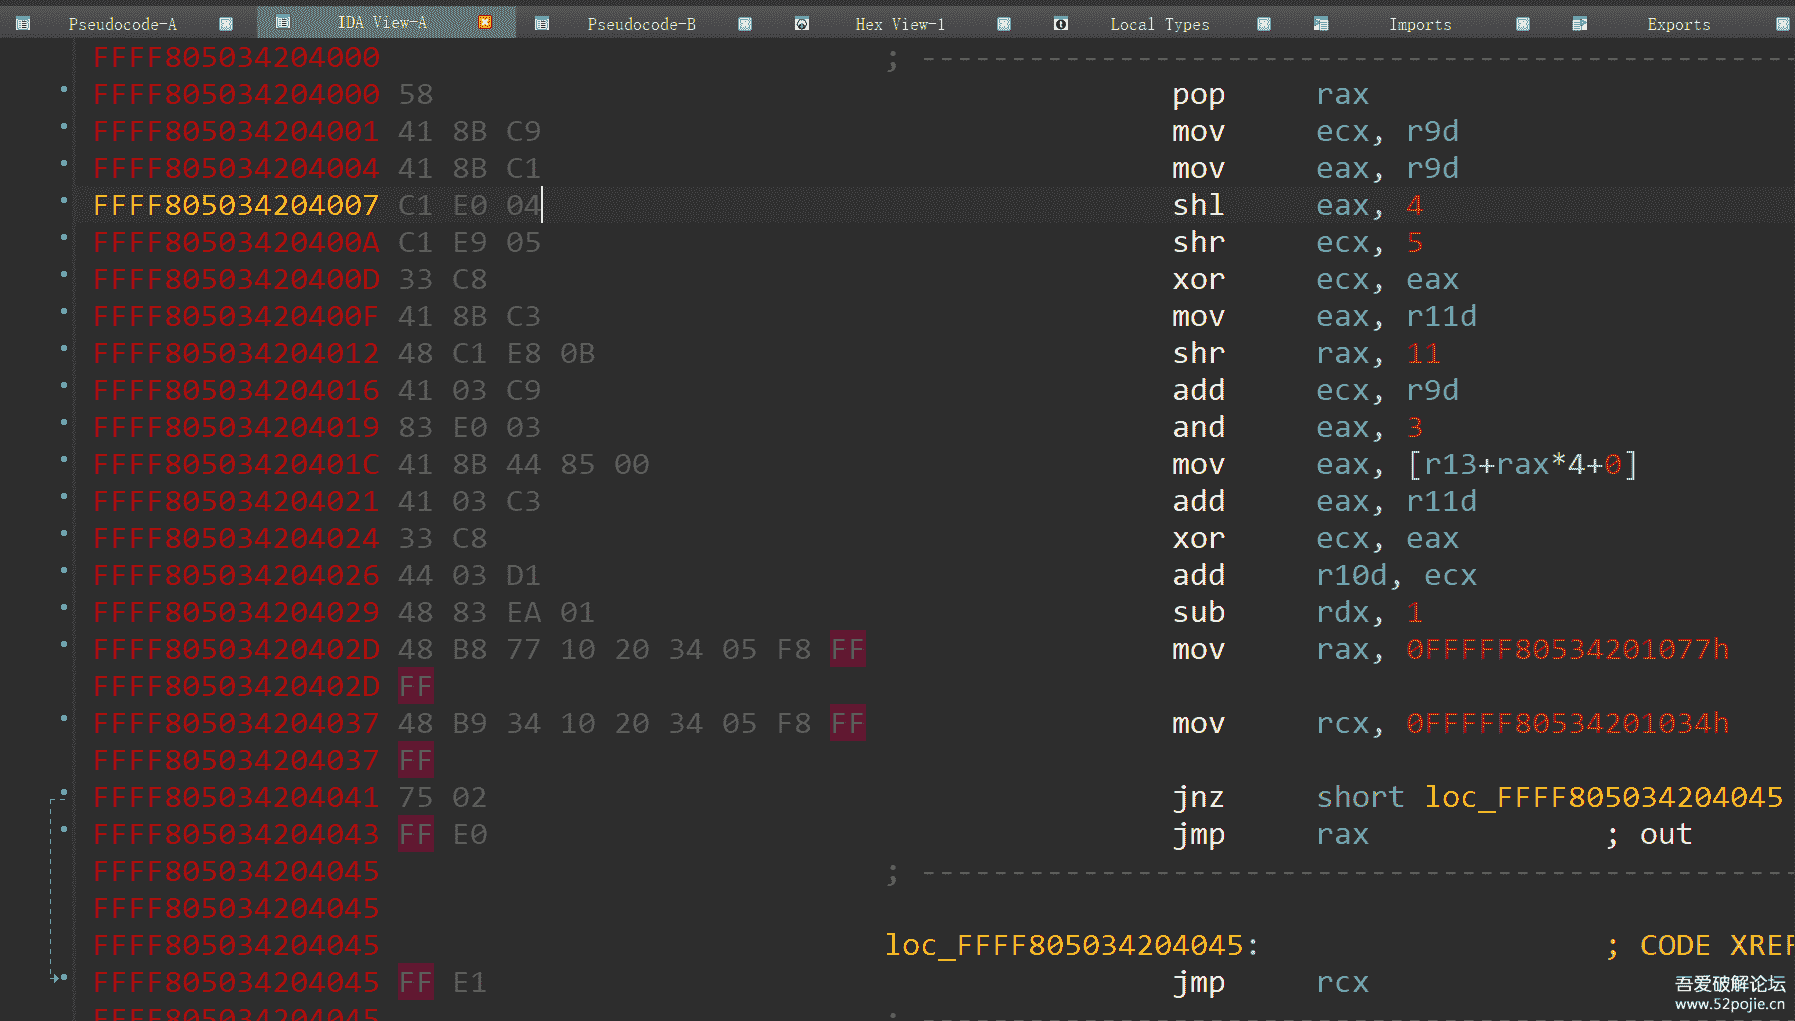 Pseudocode-A IDA View-A Pseudocode-B Hex View-1 Local Types Imports Exports
FFFF805034204000 ; ------------------------------------------------
FFFF805034204000 58 pop rax
FFFF805034204001 41 8B C9 mov ecx, r9d
FFFF805034204004 41 8B C1 mov eax, r9d
FFFF805034204007 C1 E0 04 shl eax, 4
FFFF80503420400A C1 E9 05 shr ecx, 5
FFFF80503420400D 33 C8 xor ecx, eax
FFFF80503420400F 41 8B C3 mov eax, r11d
FFFF805034204012 48 C1 E8 0B shr rax, 11
FFFF805034204016 41 03 C9 add ecx, r9d
FFFF805034204019 83 E0 03 and eax, 3
FFFF80503420401C 41 8B 44 85 00 mov eax, [r13+rax*4+0]
FFFF805034204021 41 03 C3 add eax, r11d
FFFF805034204024 33 C8 xor ecx, eax
FFFF805034204026 44 03 D1 add r10d, ecx
FFFF805034204029 48 83 EA 01 sub rdx, 1
FFFF80503420402D 48 B8 77 10 20 34 05 F8 FF mov rax, 0FFFFF80534201077h
FFFF80503420402D FF
FFFF805034204037 48 B9 34 10 20 34 05 F8 FF mov rcx, 0FFFFF80534201034h
FFFF805034204037 FF
FFFF805034204041 75 02 jnz short loc_FFFF805034204045
FFFF805034204043 FF E0 jmp rax ; out
FFFF805034204045 ; ------------------------------------------------
FFFF805034204045
FFFF805034204045 loc_FFFF805034204045: ; CODE XREF
FFFF805034204045 FF E1 jmp rcx
FFFF805034204045 ; ------------------------------------------------
吾爱破解论坛
www.52pojie.cn